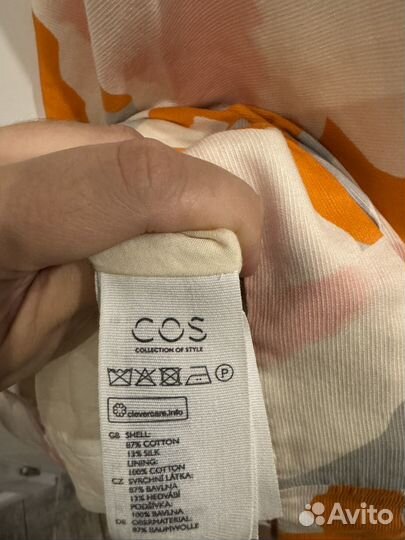 COS
COLLECTION OF STYLE
P
clevercare.info
GB SHELL:
87% COTTON
13% SILK
LINING:
100% COTTON
CZ SVRCHNÍ LÁTKA:
87% BAVLNA
13% HEDVÁBÍ
PODŠÍVKA:
100% BAVLNA
DE OBERMATERIAL:
87% BAUMWOLLE
Avito